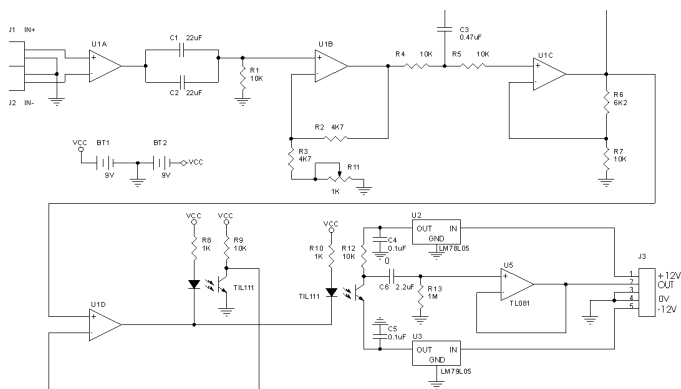 J1 IN+
U1A
C1 22uF
C2 22uF
R1
10K
U1B
R2 4K7
R3
4K7
R11
1K
R4 10K
C3
0.47uF
R5 10K
U1C
R6
6K2
R7
10K
J2 IN-
VCC
BT1
9V
BT2
9V
-VCC
U1D
VCC
R8
1K
VCC
R9
10K
TIL111
VCC
R10
1K
R12
10K
TIL111
C4
0.1uF
0
C6 2.2uF
R13
1M
U2
OUT IN
GND
LM78L05
U5
TL081
C5
0.1uF
U3
OUT IN
GND
LM79L05
J3
1 +12V
2 OUT
3
4 0V
5 -12V
+
-
+
-
+
-
+
-
+
-